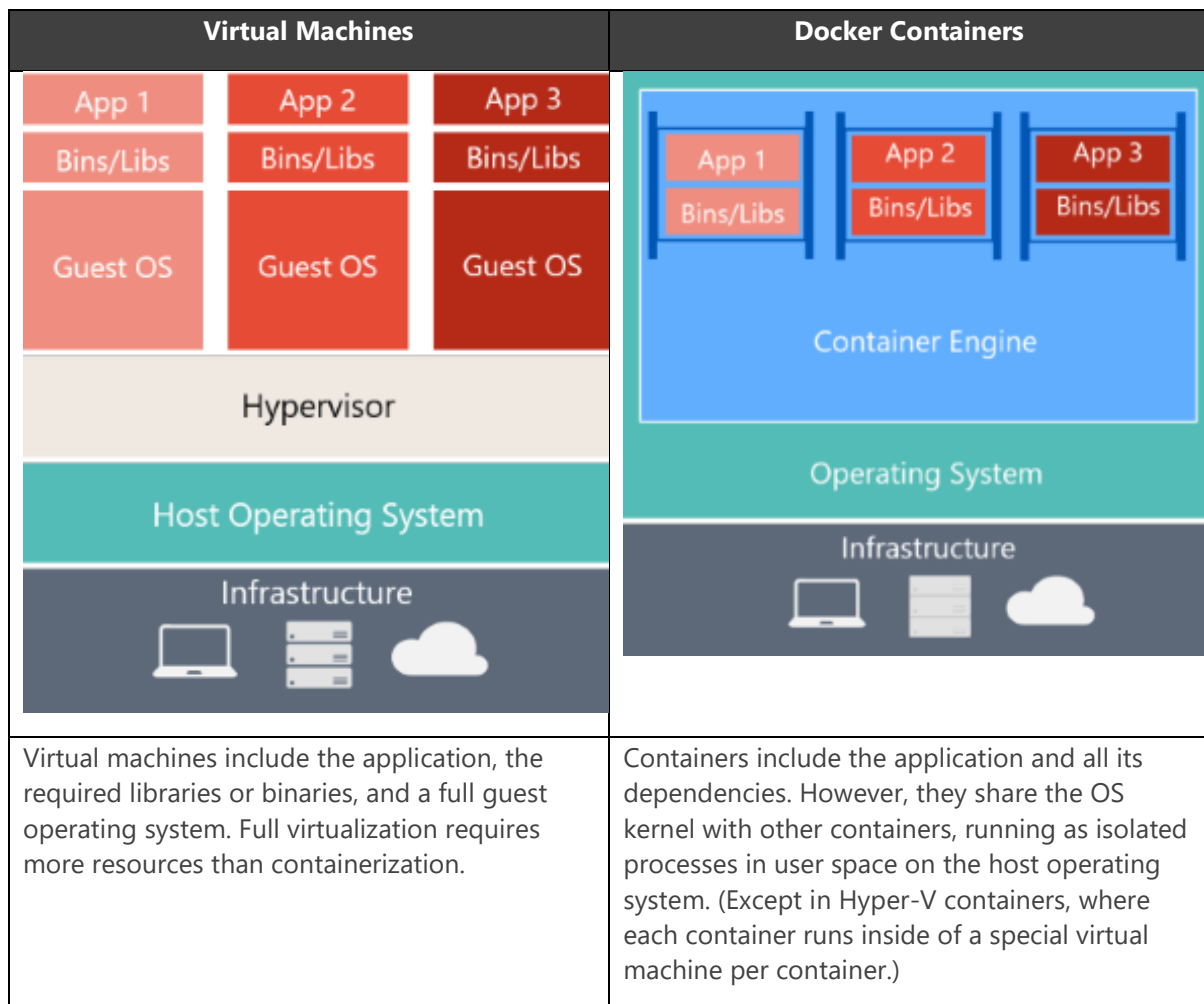 Virtual Machines
Docker Containers
App 1
App 2
App 3
Bins/Libs
Bins/Libs
Bins/Libs
Guest OS
Guest OS
Guest OS
Hypervisor
Host Operating System
Infrastructure
App 1
App 2
App 3
Bins/Libs
Bins/Libs
Bins/Libs
Container Engine
Operating System
Infrastructure
Virtual machines include the application, the
required libraries or binaries, and a full guest
operating system. Full virtualization requires
more resources than containerization.
Containers include the application and all its
dependencies. However, they share the OS
kernel with other containers, running as isolated
processes in user space on the host operating
system. (Except in Hyper-V containers, where
each container runs inside of a special virtual
machine per container.)